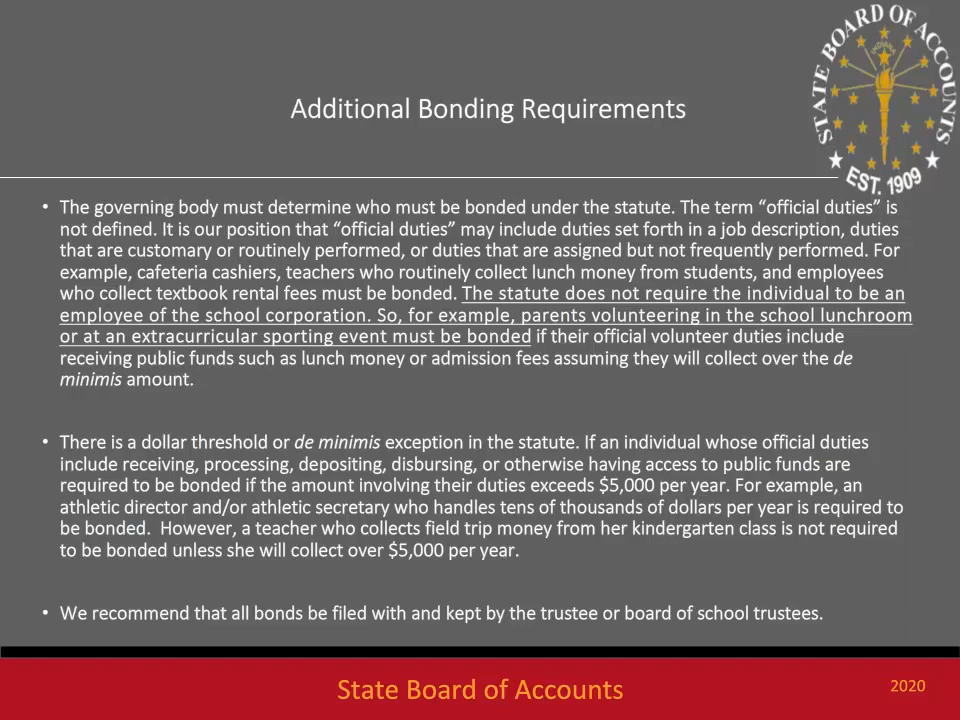 STATE BOARD OF ACCOUNTS
INDIANA
EST. 1909
Additional Bonding Requirements
• The governing body must determine who must be bonded under the statute. The term “official duties” is
not defined. It is our position that “official duties” may include duties set forth in a job description, duties
that are customary or routinely performed, or duties that are assigned but not frequently performed. For
example, cafeteria cashiers, teachers who routinely collect lunch money from students, and employees
who collect textbook rental fees must be bonded. The statute does not require the individual to be an
employee of the school corporation. So, for example, parents volunteering in the school lunchroom
or at an extracurricular sporting event must be bonded if their official volunteer duties include
receiving public funds such as lunch money or admission fees assuming they will collect over the de
minimis amount.
• There is a dollar threshold or de minimis exception in the statute. If an individual whose official duties
include receiving, processing, depositing, disbursing, or otherwise having access to public funds are
required to be bonded if the amount involving their duties exceeds $5,000 per year. For example, an
athletic director and/or athletic secretary who handles tens of thousands of dollars per year is required to
be bonded.  However, a teacher who collects field trip money from her kindergarten class is not required
to be bonded unless she will collect over $5,000 per year.
• We recommend that all bonds be filed with and kept by the trustee or board of school trustees.
State Board of Accounts
2020